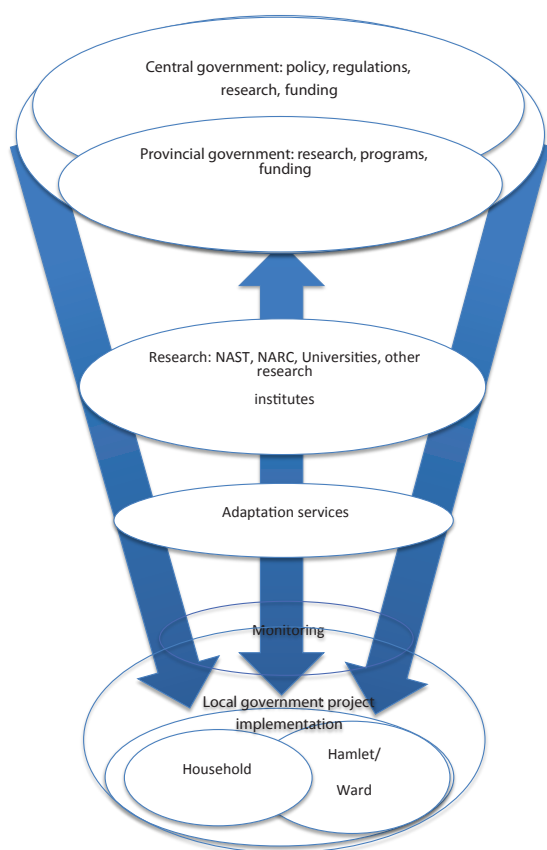 Central government: policy, regulations,
research, funding
Provincial government: research, programs,
funding
Research: NAST, NARC, Universities, other
research
institutes
Adaptation services
Monitoring
Local government project
implementation
Household
Hamlet/
Ward